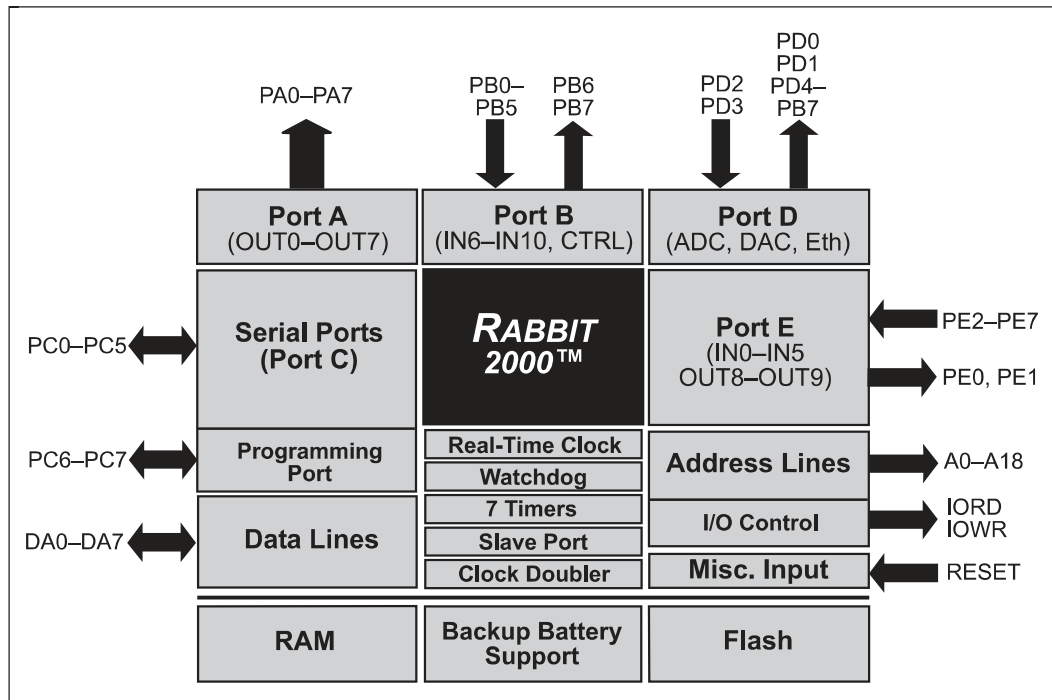 PA0–PA7
PB0–
PB5
PB6
PB7
PD2
PD3
PD0
PD1
PD4–
PB7
Port A
(OUT0–OUT7)
Port B
(IN6–IN10, CTRL)
Port D
(ADC, DAC, Eth)
PC0–PC5
Serial Ports
(Port C)
RABBIT
2000™
Port E
(IN0–IN5
OUT8–OUT9)
PE2–PE7
PE0, PE1
PC6–PC7
Programming
Port
Real-Time Clock
Watchdog
Address Lines
A0–A18
DA0–DA7
Data Lines
7 Timers
Slave Port
Clock Doubler
I/O Control
IORD
IOWR
Misc. Input
RESET
RAM
Backup Battery
Support
Flash